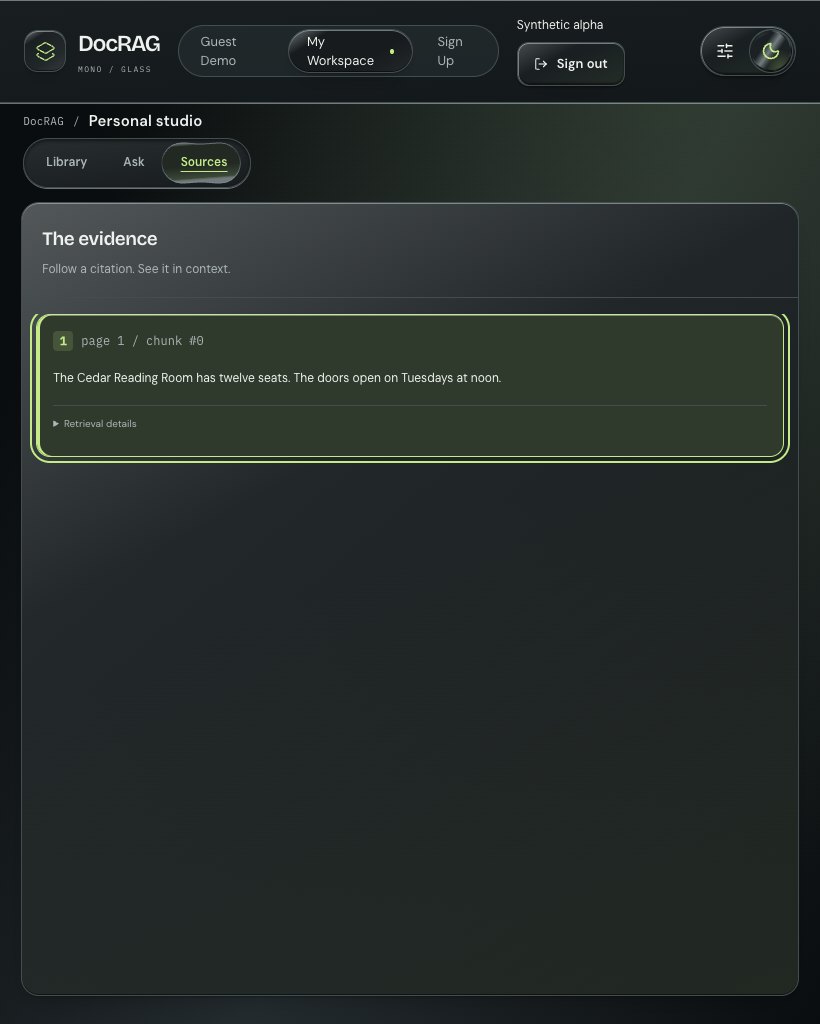 DocRAG
MONO / GLASS
Guest
Demo
My
Workspace
Sign
Up
Synthetic alpha
Sign out
DocRAG / Personal studio
Library
Ask
Sources
The evidence
Follow a citation. See it in context.
1 page 1 / chunk #0
The Cedar Reading Room has twelve seats. The doors open on Tuesdays at noon.
Retrieval details